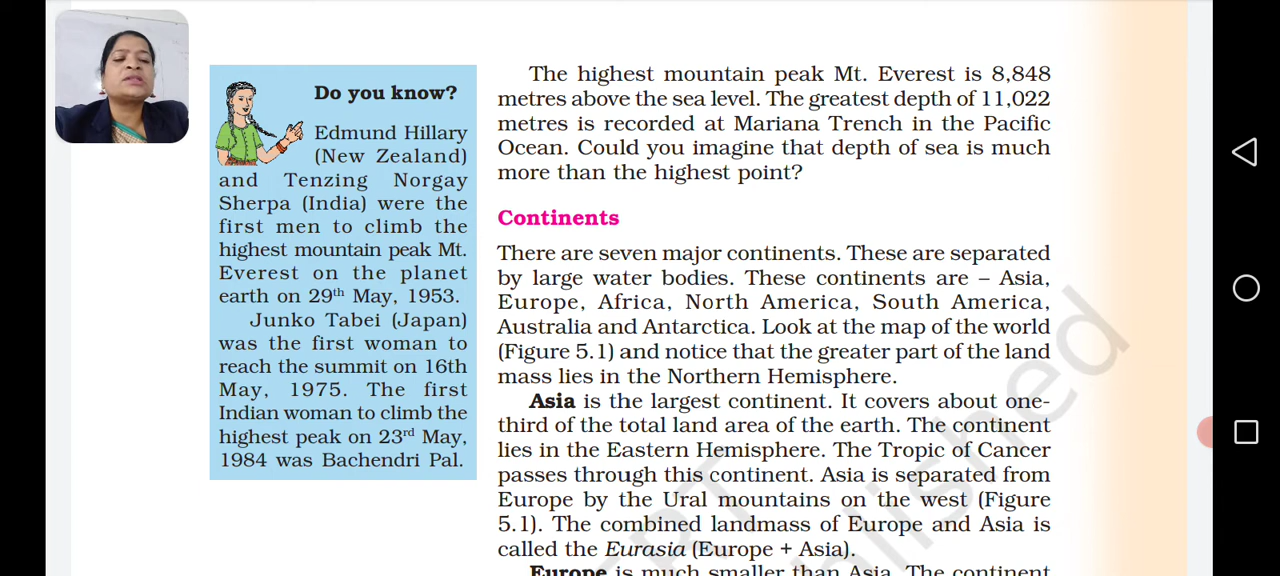 Do you know?
Edmund Hillary
(New Zealand)
and Tenzing Norgay
Sherpa (India) were the
first men to climb the
highest mountain peak Mt.
Everest on the planet
earth on 29th May, 1953.
Junko Tabei (Japan)
was the first woman to
reach the summit on 16th
May, 1975. The first
Indian woman to climb the
highest peak on 23rd May,
1984 was Bachendri Pal.
The highest mountain peak Mt. Everest is 8,848
metres above the sea level. The greatest depth of 11,022
metres is recorded at Mariana Trench in the Pacific
Ocean. Could you imagine that depth of sea is much
more than the highest point?
Continents
There are seven major continents. These are separated
by large water bodies. These continents are – Asia,
Europe, Africa, North America, South America,
Australia and Antarctica. Look at the map of the world
(Figure 5.1) and notice that the greater part of the land
mass lies in the Northern Hemisphere.
Asia is the largest continent. It covers about one-
third of the total land area of the earth. The continent
lies in the Eastern Hemisphere. The Tropic of Cancer
passes through this continent. Asia is separated from
Europe by the Ural mountains on the west (Figure
5.1). The combined landmass of Europe and Asia is
called the Eurasia (Europe + Asia).
Europe is much smaller than Asia. The continent